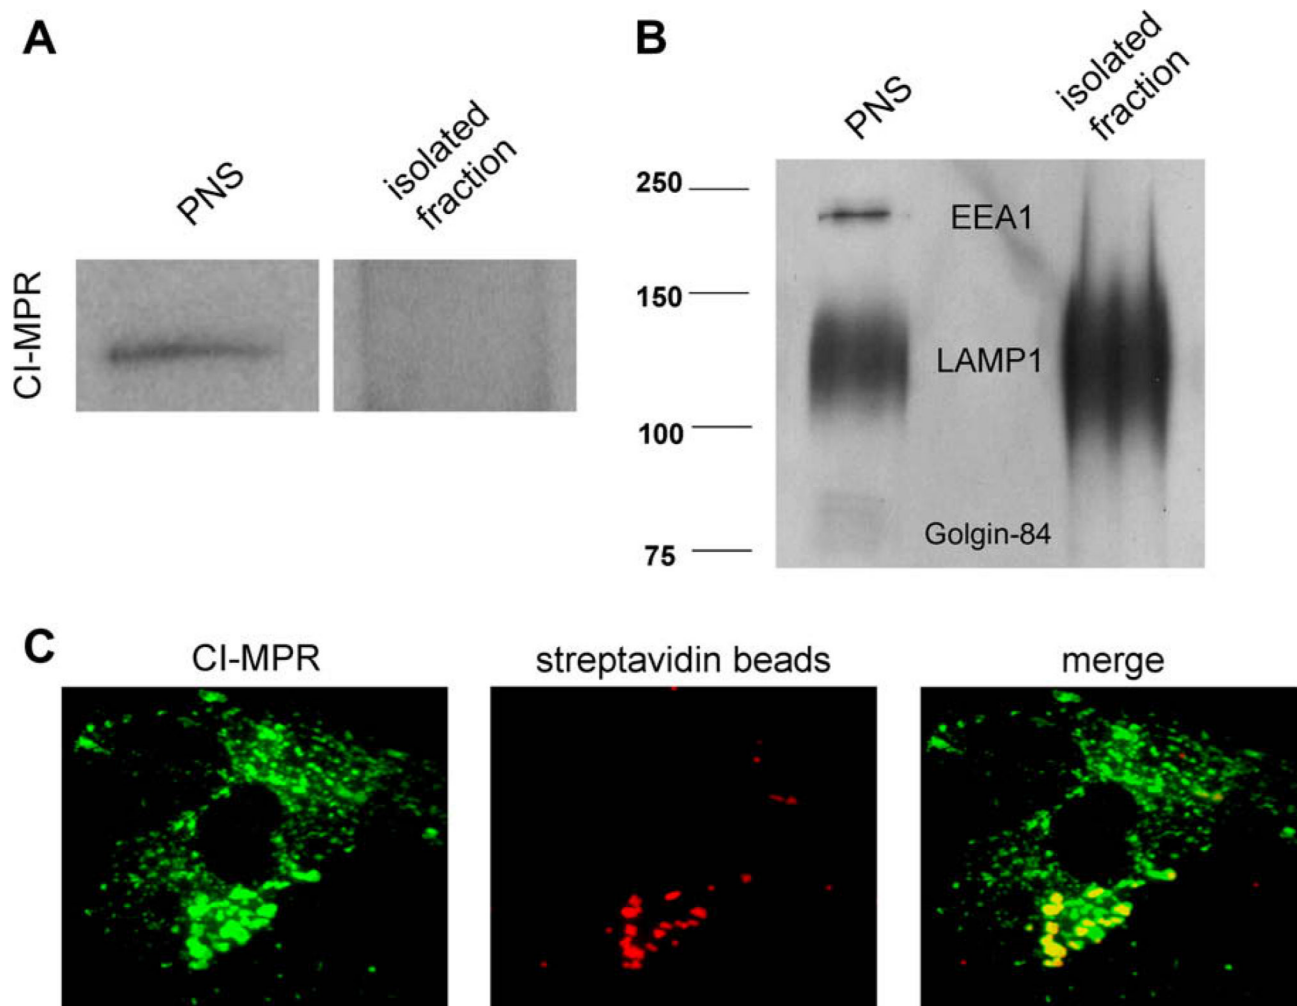 A
PNS
isolated
fraction
CI-MPR
B
PNS
isolated
fraction
250
EEA1
150
LAMP1
100
Golgin-84
75
C
CI-MPR
streptavidin beads
merge